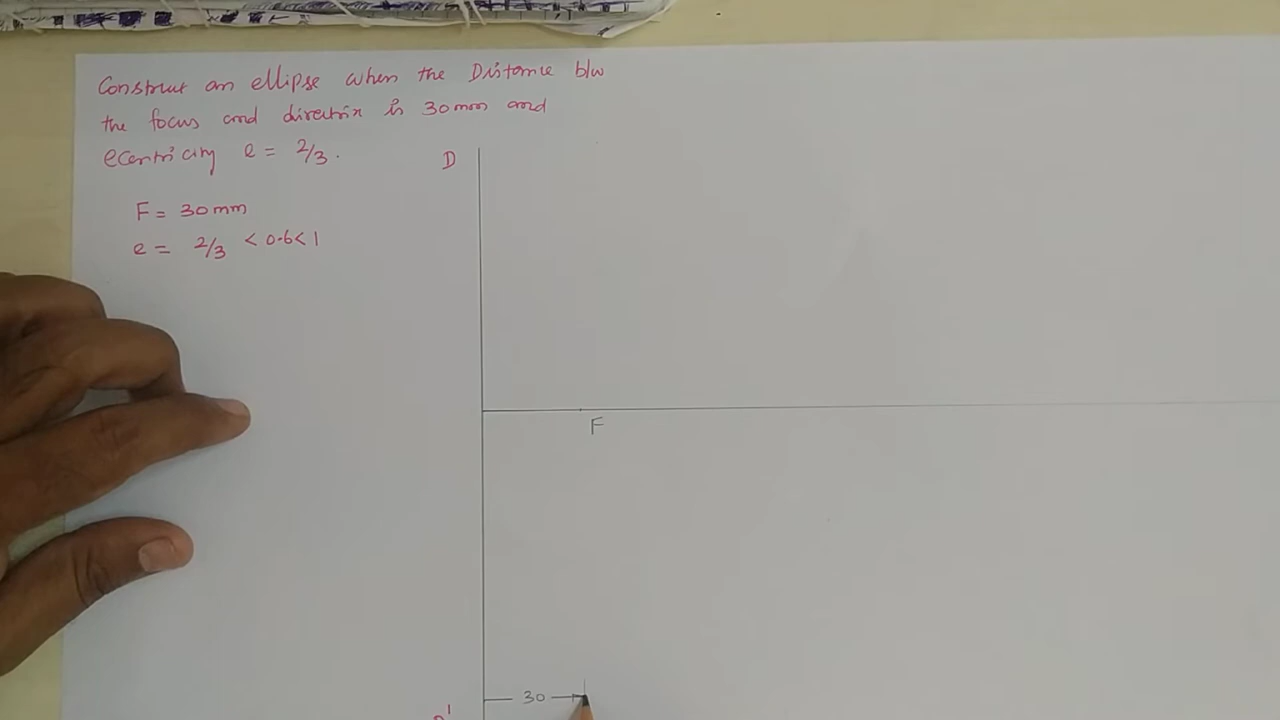 Construct an ellipse when the Distance b/w
the focus and directrix is 30mm and
eccentricity e = 2/3.
D
F = 30mm
e = 2/3 < 0.6 < 1
F
30